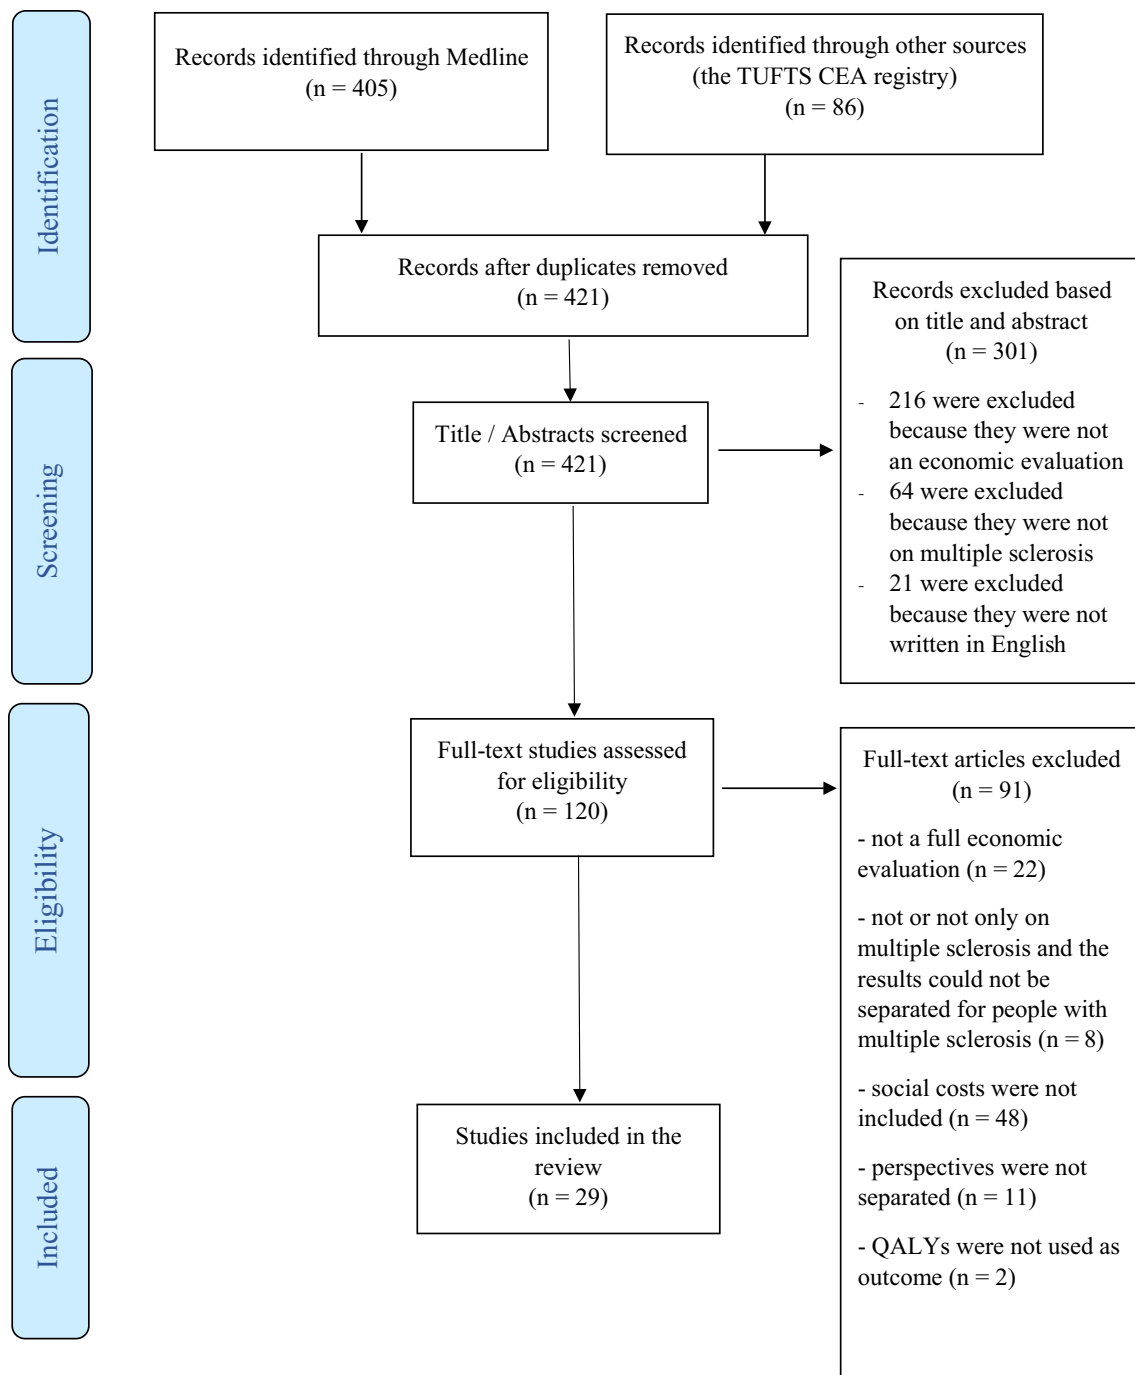 Identification
Records identified through Medline
(n = 405)
Records identified through other sources
(the TUFTS CEA registry)
(n = 86)
Records after duplicates removed
(n = 421)
Records excluded based
on title and abstract
(n = 301)
- 216 were excluded
because they were not
an economic evaluation
- 64 were excluded
because they were not
on multiple sclerosis
- 21 were excluded
because they were not
written in English
Screening
Title / Abstracts screened
(n = 421)
Eligibility
Full-text studies assessed
for eligibility
(n = 120)
Full-text articles excluded
(n = 91)
- not a full economic
evaluation (n = 22)
- not or not only on
multiple sclerosis and the
results could not be
separated for people with
multiple sclerosis (n = 8)
- social costs were not
included (n = 48)
- perspectives were not
separated (n = 11)
- QALYs were not used as
outcome (n = 2)
Included
Studies included in the
review
(n = 29)